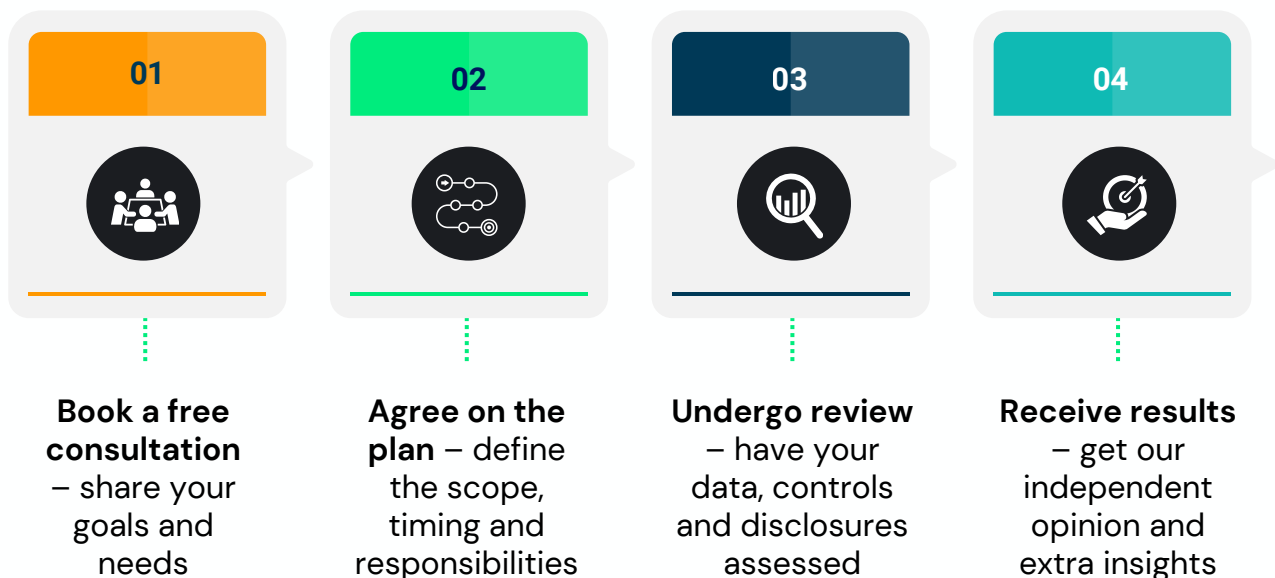 01
02
03
04
Book a free
consultation
– share your
goals and
needs
Agree on the
plan – define
the scope,
timing and
responsibilities
Undergo review
– have your
data, controls
and disclosures
assessed
Receive results
– get our
independent
opinion and
extra insights